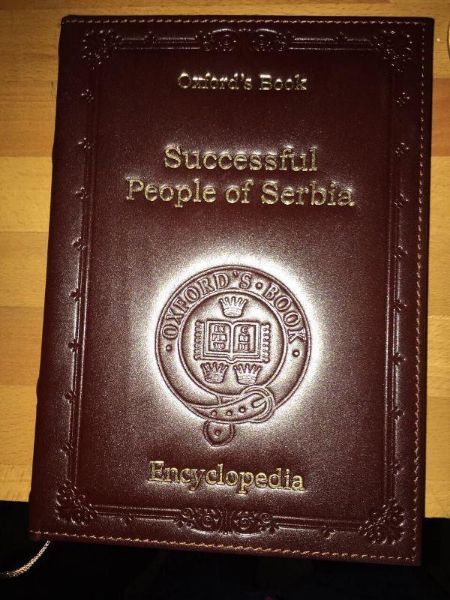 Oxford's Book
Successful
People of Serbia
OXFORD'S · BOOK
Encyclopedia